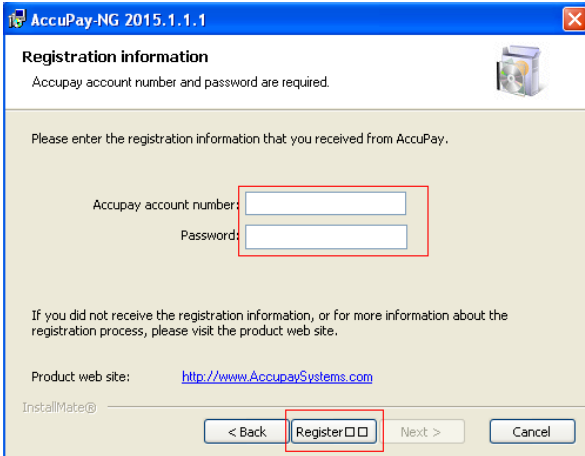 AccuPay-NG 2015.1.1.1
Registration information
Accupay account number and password are required.
Please enter the registration information that you received from AccuPay.
Accupay account number:
Password:
If you did not receive the registration information, or for more information about the
registration process, please visit the product web site.
Product web site: http://www.AccupaySystems.com
InstallMate®
< Back Register□□ Next > Cancel